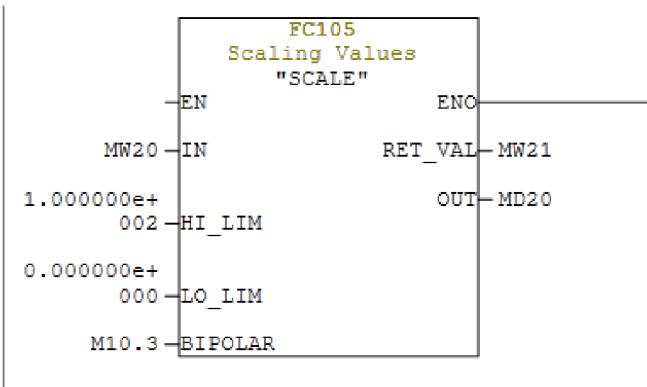 FC105
Scaling Values
"SCALE"
EN ENO
MW20 IN RET_VAL MW21
1.000000e+ OUT MD20
002 HI_LIM
0.000000e+
000 LO_LIM
M10.3 BIPOLAR